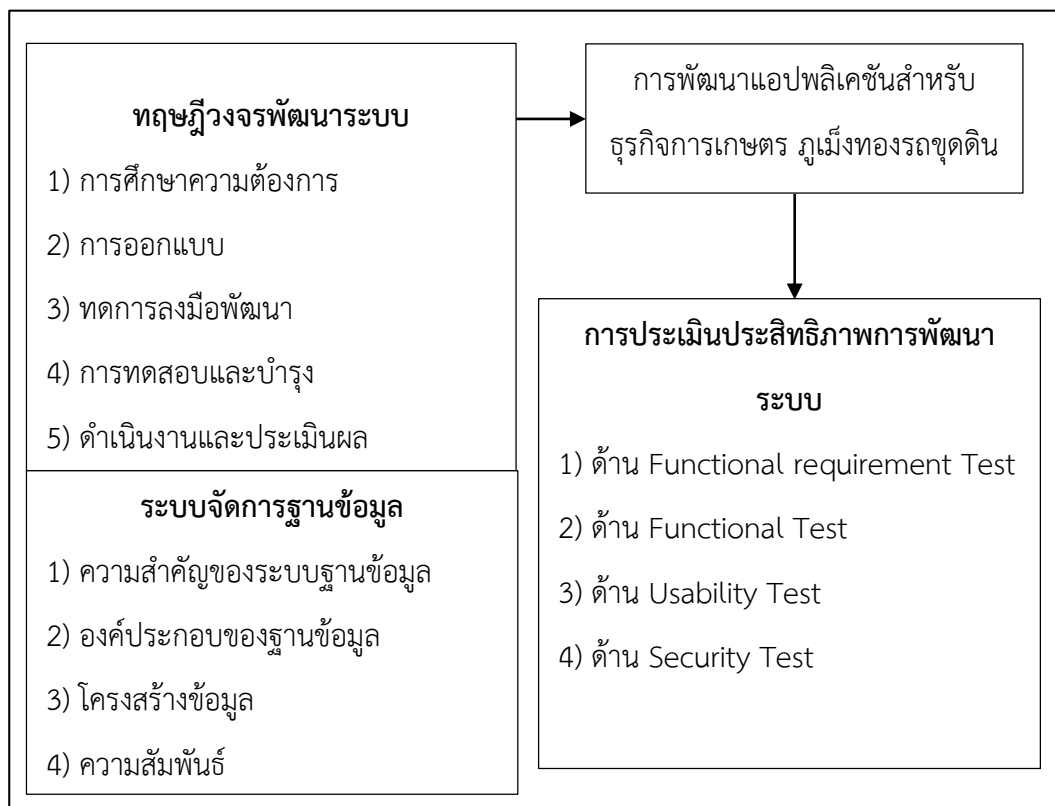 ทฤษฎีวงจรพัฒนาระบบ
1) การศึกษาความต้องการ
2) การออกแบบ
3) ทดการลงมือพัฒนา
4) การทดสอบและบำรุง
5) ดำเนินงานและประเมินผล
ระบบจัดการฐานข้อมูล
1) ความสำคัญของระบบฐานข้อมูล
2) องค์ประกอบของฐานข้อมูล
3) โครงสร้างข้อมูล
4) ความสัมพันธ์
การพัฒนาแอปพลิเคชันสำหรับ
ธุรกิจการเกษตร ภูเม็งทองรถขุดดิน
การประเมินประสิทธิภาพการพัฒนา
ระบบ
1) ด้าน Functional requirement Test
2) ด้าน Functional Test
3) ด้าน Usability Test
4) ด้าน Security Test